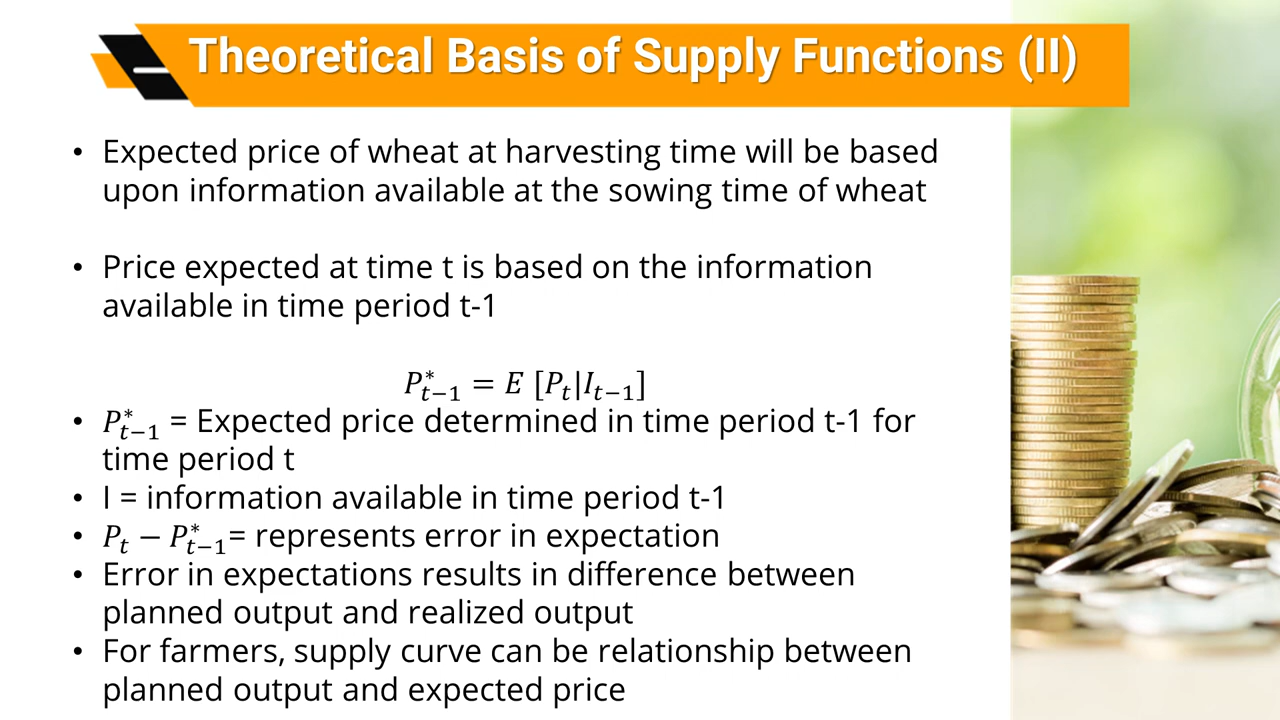 Theoretical Basis of Supply Functions (II)
• Expected price of wheat at harvesting time will be based
upon information available at the sowing time of wheat
• Price expected at time t is based on the information
available in time period t-1
$P^*_{t-1} = E\ [P_t|I_{t-1}]$
• $P^*_{t-1}$ = Expected price determined in time period t-1 for
time period t
• I = information available in time period t-1
• $P_t - P^*_{t-1}$= represents error in expectation
• Error in expectations results in difference between
planned output and realized output
• For farmers, supply curve can be relationship between
planned output and expected price